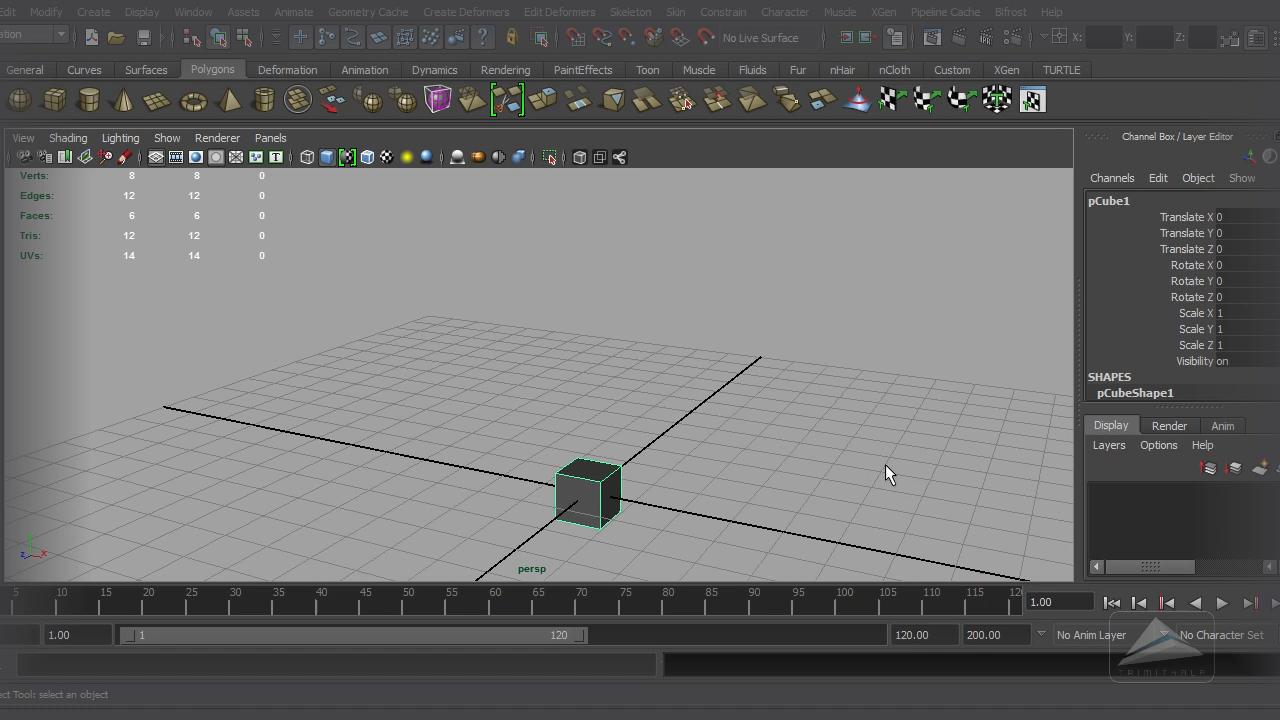 Edit Modify Create Display Window Assets Animate Geometry Cache Create Deformers Edit Deformers Skeleton Skin Constrain Character Muscle XGen Pipeline Cache Bifrost Help
ation No Live Surface X: Y: Z:
General Curves Surfaces Polygons Deformation Animation Dynamics Rendering PaintEffects Toon Muscle Fluids Fur nHair nCloth Custom XGen TURTLE
View Shading Lighting Show Renderer Panels
Channel Box / Layer Editor
Channels Edit Object Show
Verts: 8 8 0
Edges: 12 12 0
Faces: 6 6 0
Tris: 12 12 0
UVs: 14 14 0
pCube1
Translate X 0
Translate Y 0
Translate Z 0
Rotate X 0
Rotate Y 0
Rotate Z 0
Scale X 1
Scale Y 1
Scale Z 1
Visibility on
SHAPES
pCubeShape1
Display Render Anim
Layers Options Help
z x
persp
5 10 15 20 25 30 35 40 45 50 55 60 65 70 75 80 85 90 95 100 105 110 115 120 1.00
1.00 1 120 120.00 200.00 No Anim Layer No Character Set
TRIMITHALP
ect Tool: select an object